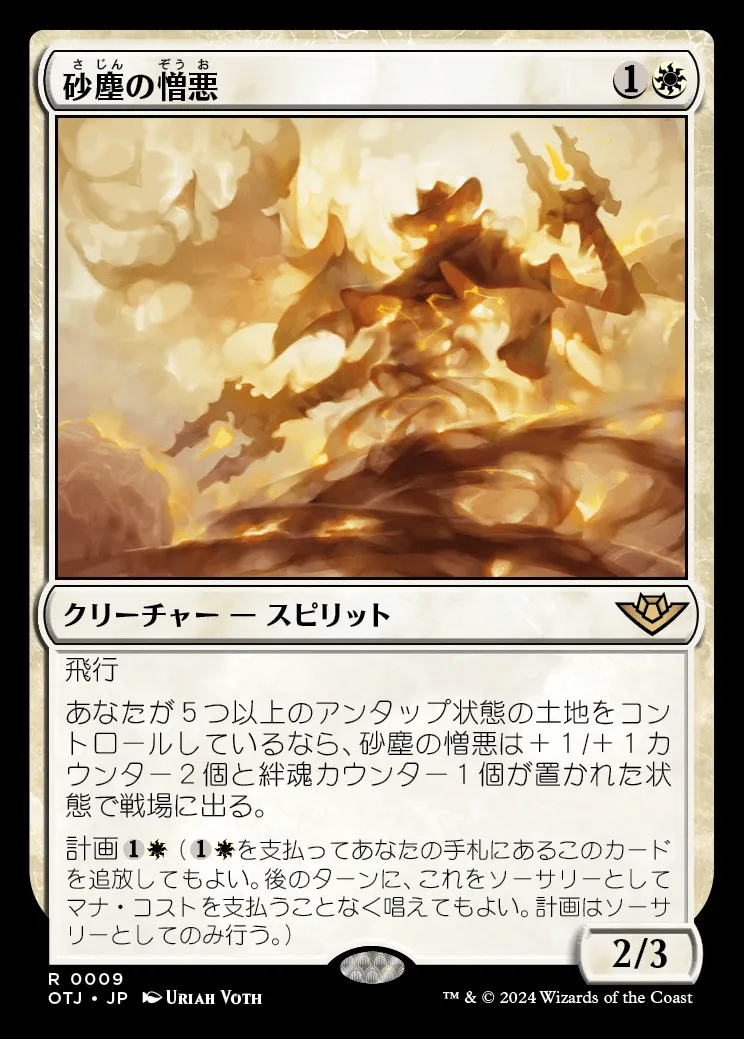 さじん ぞうお
砂塵の憎悪 1
クリーチャー — スピリット
飛行
あなたが5つ以上のアンタップ状態の土地をコン
トロールしているなら、砂塵の憎悪は+1/+1カ
ウンター2個と絆魂カウンター1個が置かれた状
態で戦場に出る。
計画1(1を支払ってあなたの手札にあるこのカード
を追放してもよい。後のターンに、これをソーサリーとして
マナ・コストを支払うことなく唱えてもよい。計画はソーサ
リーとしてのみ行う。)
2/3
R 0009
OTJ • JP Uriah Voth
™ & © 2024 Wizards of the Coast